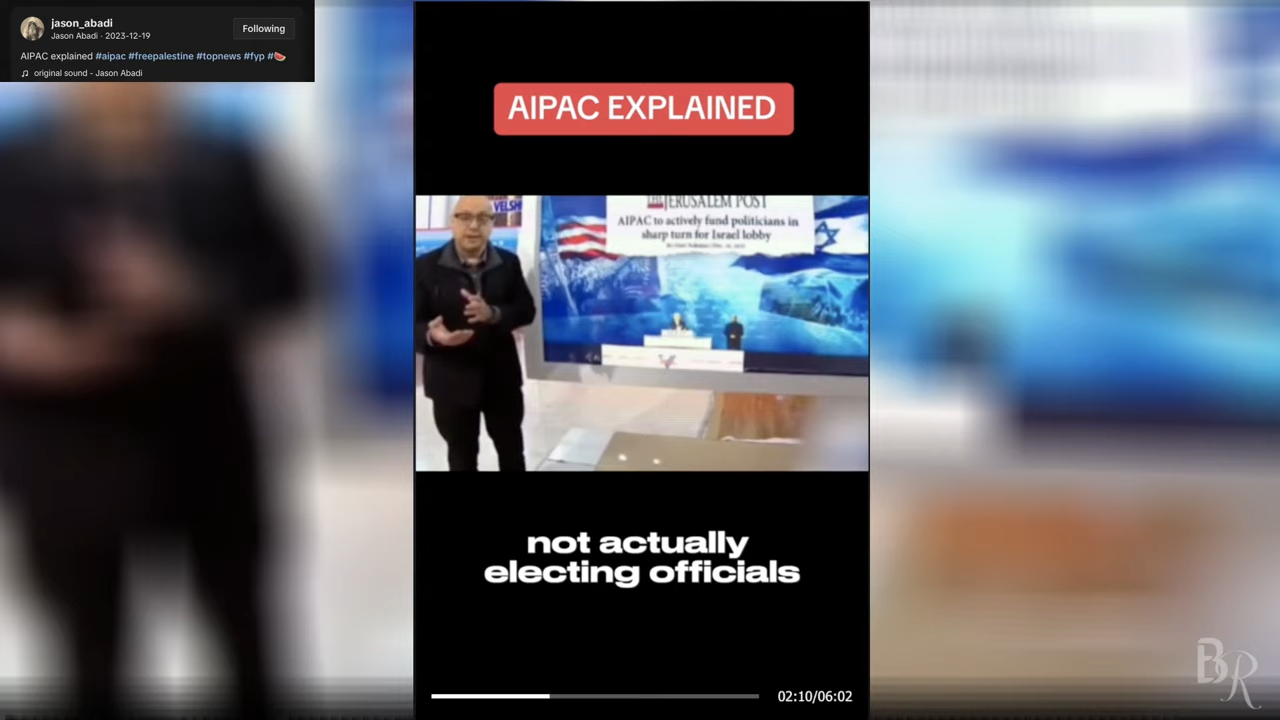 jason_abadi
Jason Abadi · 2023-12-19
Following
AIPAC explained #aipac #freepalestine #topnews #fyp #🍉
original sound - Jason Abadi
AIPAC EXPLAINED
VELSH
JERUSALEM POST
AIPAC to actively fund politicians in
sharp turn for Israel lobby
not actually
electing officials
02:10/06:02
BR